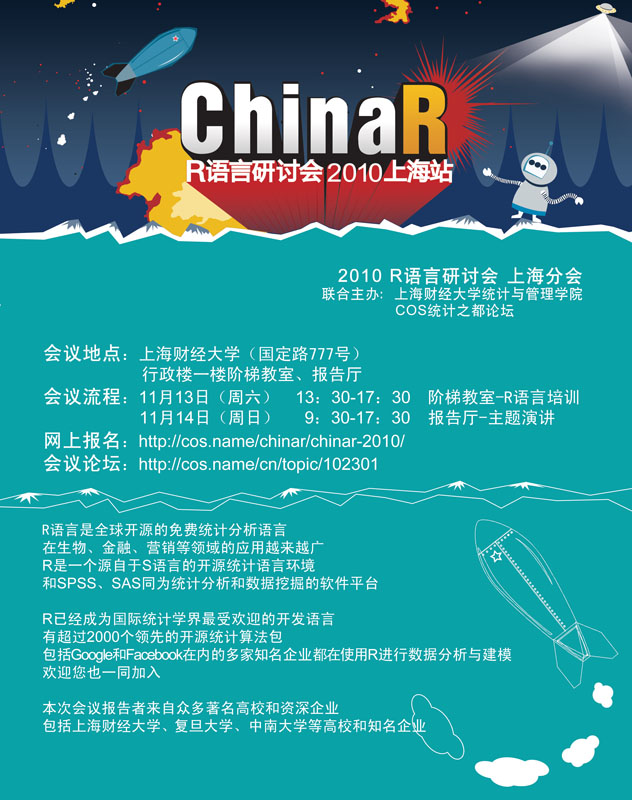 ChinaR
R语言研讨会 2010上海站
2010 R语言研讨会 上海分会
联合主办：上海财经大学统计与管理学院
COS统计之都论坛
会议地点：上海财经大学（国定路777号）
行政楼一楼阶梯教室、报告厅
会议流程：11月13日（周六） 13：30-17：30 阶梯教室-R语言培训
11月14日（周日） 9：30-17：30 报告厅-主题演讲
网上报名：http://cos.name/chinar/chinar-2010/
会议论坛：http://cos.name/cn/topic/102301
R语言是全球开源的免费统计分析语言
在生物、金融、营销等领域的应用越来越广
R是一个源自于S语言的开源统计语言环境
和SPSS、SAS同为统计分析和数据挖掘的软件平台
R已经成为国际统计学界最受欢迎的开发语言
有超过2000个领先的开源统计算法包
包括Google和Facebook在内的多家知名企业都在使用R进行数据分析与建模
欢迎您也一同加入
本次会议报告者来自众多著名高校和资深企业
包括上海财经大学、复旦大学、中南大学等高校和知名企业